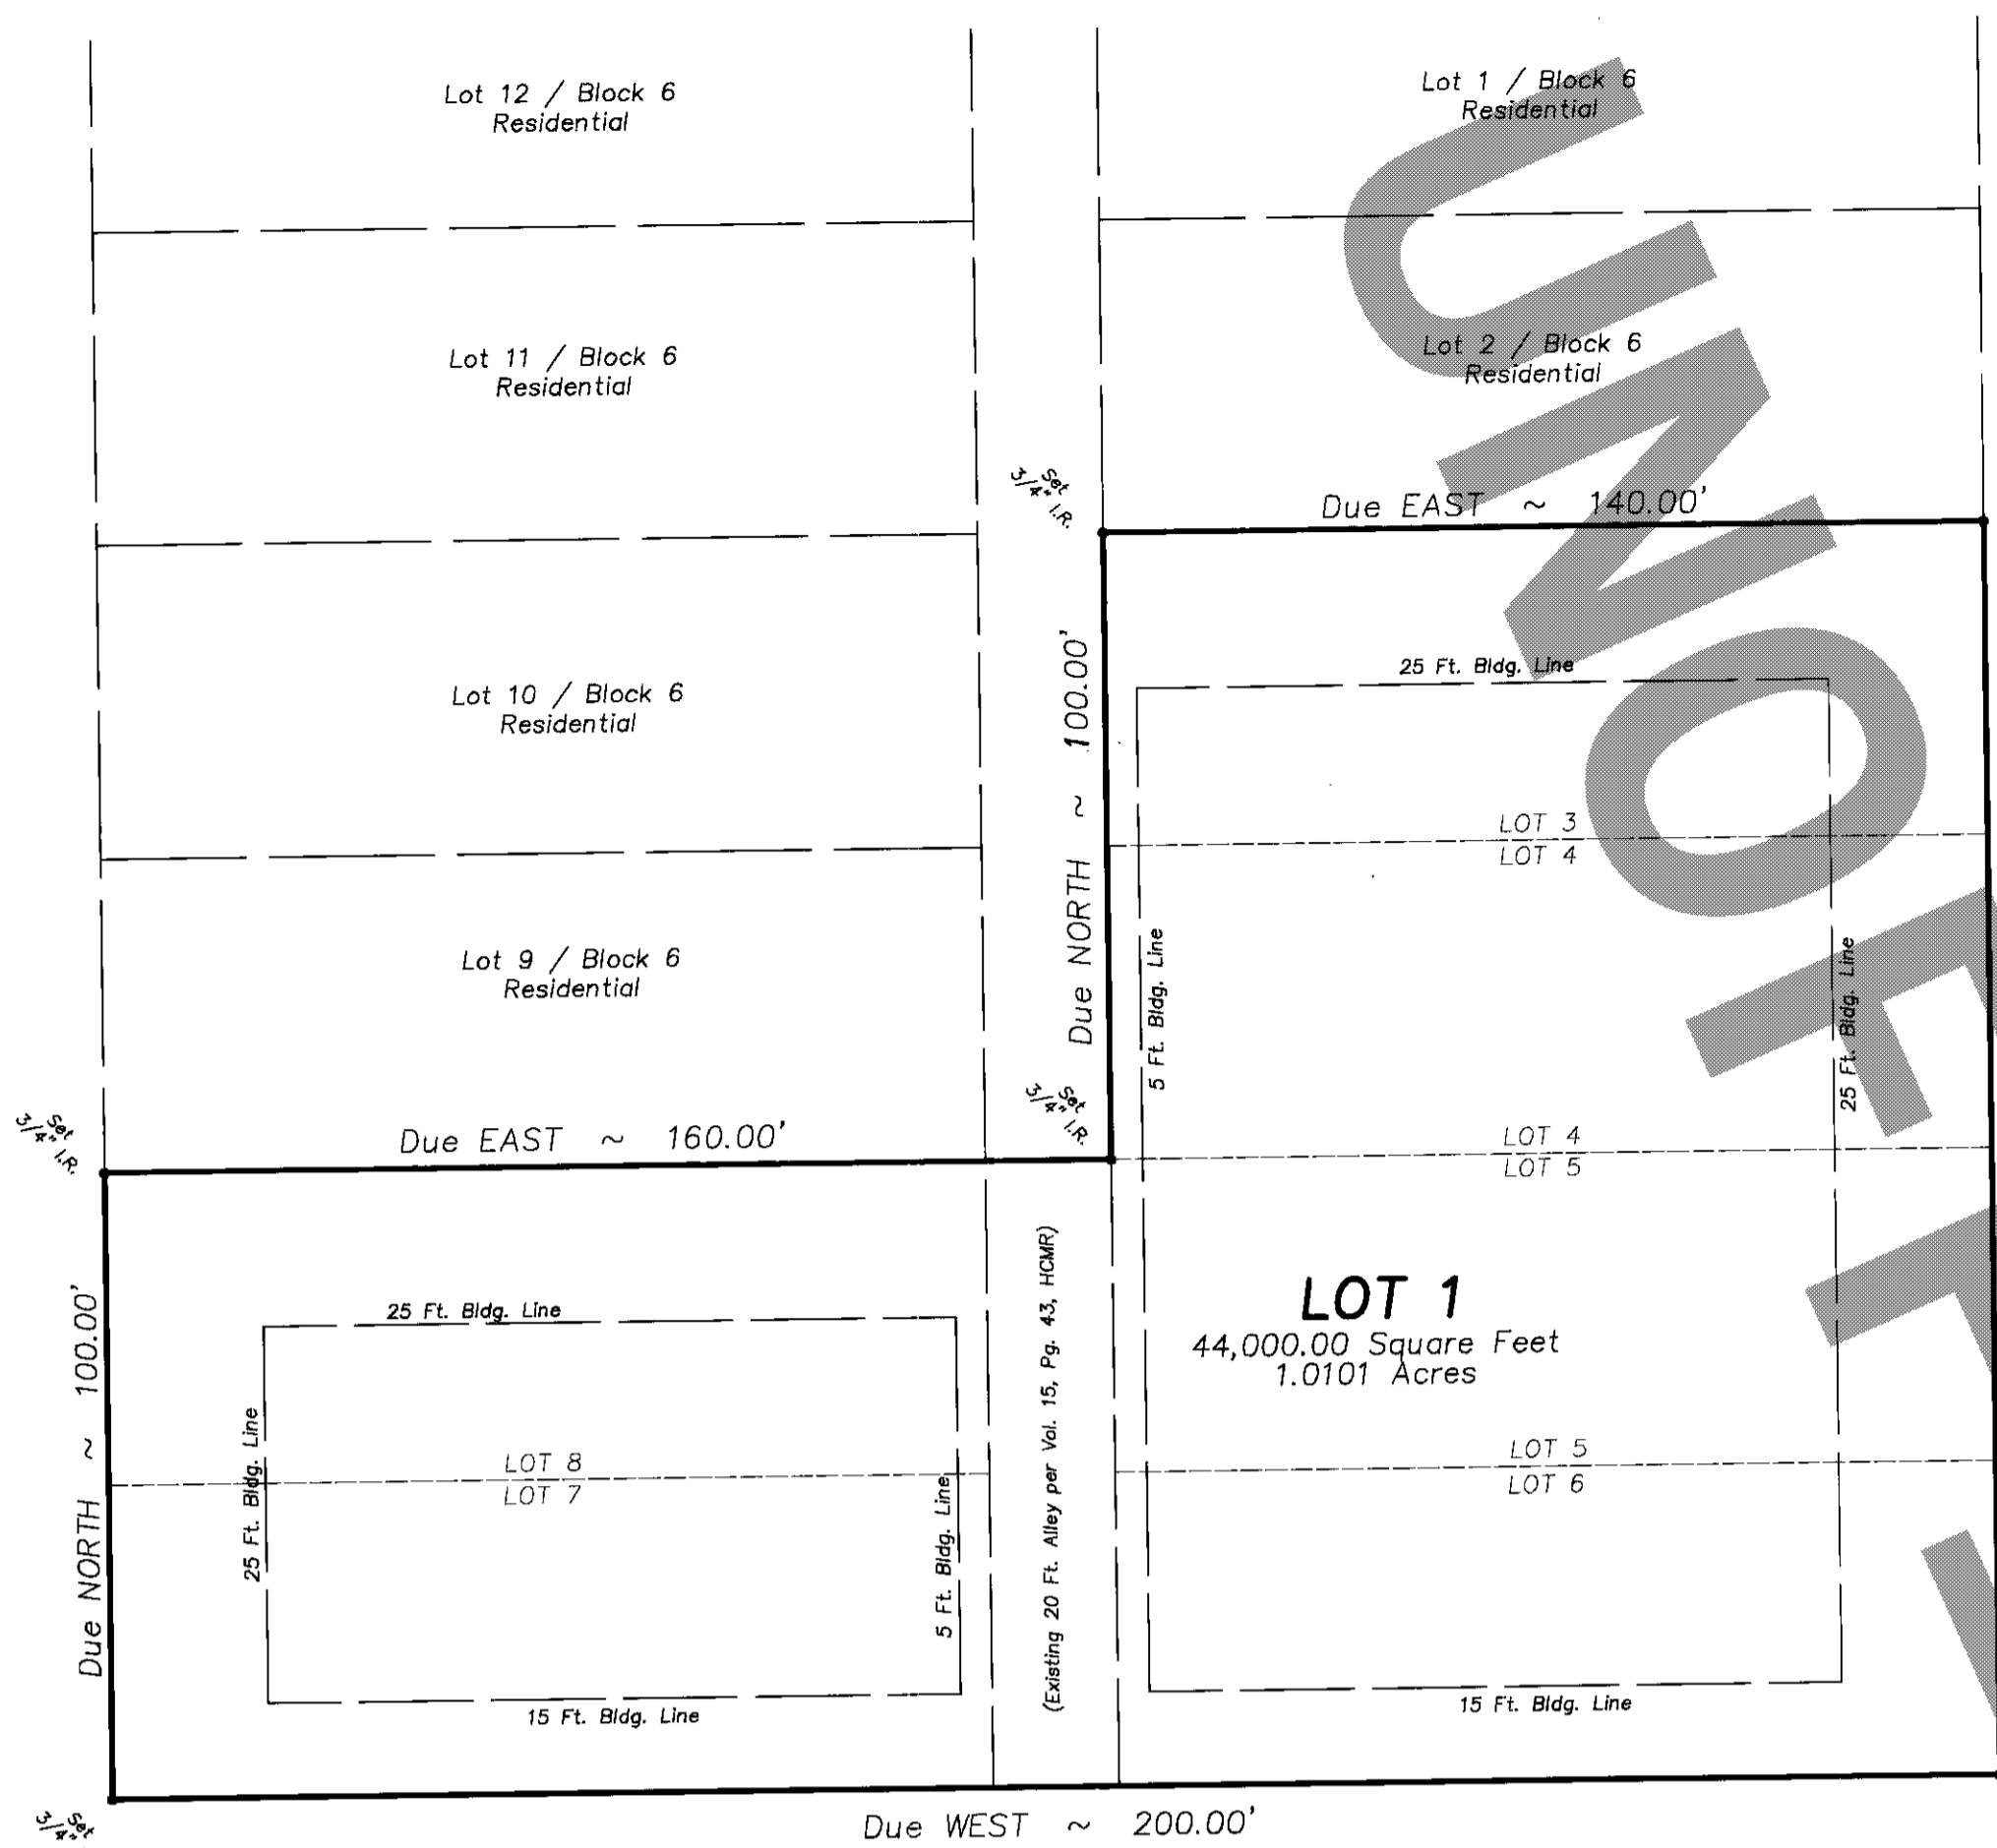 Lot 12 / Block 6
Residential
Lot 1 / Block 6
Residential
Lot 11 / Block 6
Residential
Lot 2 / Block 6
Residential
Set
3/4" I.R.
Due EAST ~ 140.00'
Lot 10 / Block 6
Residential
Due NORTH ~ 100.00'
25 Ft. Bldg. Line
LOT 3
LOT 4
5 Ft. Bldg. Line
25 Ft. Bldg. Line
Lot 9 / Block 6
Residential
Set
3/4" I.R.
Set
3/4" I.R.
Due EAST ~ 160.00'
LOT 4
LOT 5
Due NORTH ~ 100.00'
25 Ft. Bldg. Line
25 Ft. Bldg. Line
LOT 8
LOT 7
5 Ft. Bldg. Line
15 Ft. Bldg. Line
(Existing 20 Ft. Alley per Vol. 15, Pg. 43, HCMR)
LOT 1
44,000.00 Square Feet
1.0101 Acres
LOT 5
LOT 6
15 Ft. Bldg. Line
Set
3/4"
Due WEST ~ 200.00'
UNOF